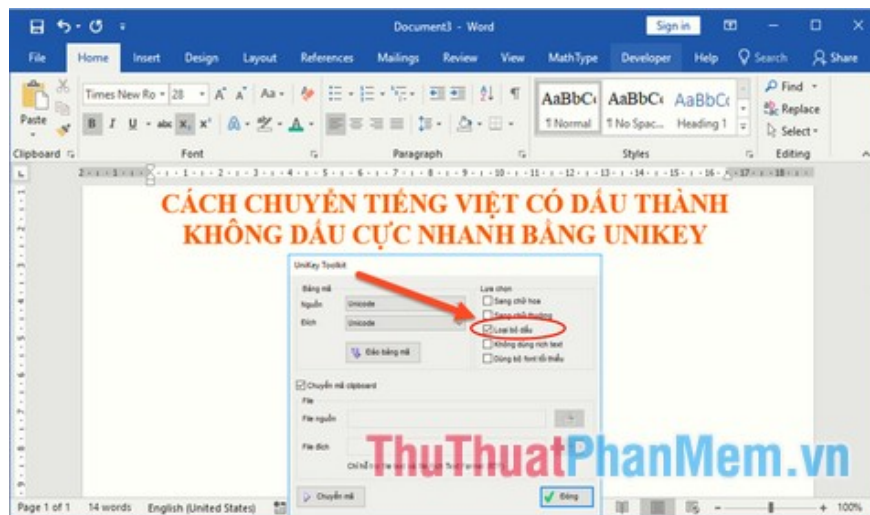 Document3 - Word
Sign in
File Home Insert Design Layout References Mailings Review View MathType Developer Help Search Share
Times New Ro 28 A A Aa
Find
Paste
B I U abc x₂ x² A A
AaBbCc AaBbCc AaBbCc
Replace
¶ Normal ¶ No Spac... Heading 1
Select
Clipboard Font Paragraph Styles Editing
CÁCH CHUYỂN TIẾNG VIỆT CÓ DẤU THÀNH
KHÔNG DẤU CỰC NHANH BẰNG UNIKEY
UniKey Toolkit
Bảng mã
Lựa chọn
Nguồn Unicode
Sang chữ hoa
Sang chữ thường
Đích Unicode
Loại bỏ dấu
Không dùng rich text
Đảo bảng mã
Dùng bộ font tối thiểu
Chuyển mã clipboard
File
File nguồn
File đích
ThuThuatPhanMem.vn
Chuyển mã
Đóng
Page 1 of 1 14 words English (United States) 100%